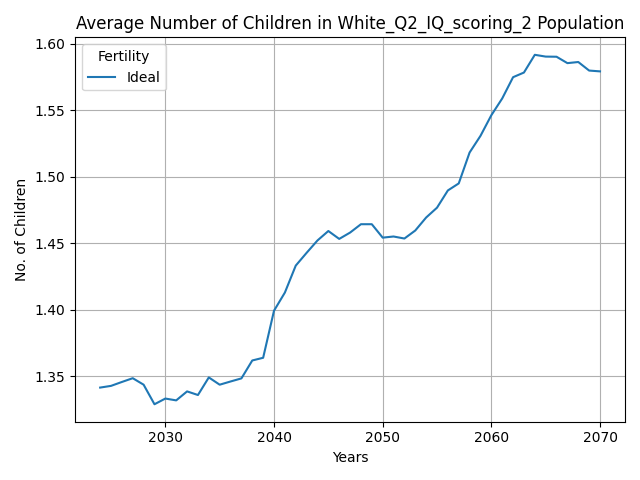 Average Number of Children in White_Q2_IQ_scoring_2 Population
Fertility
Ideal
No. of Children
1.60
1.55
1.50
1.45
1.40
1.35
2030 2040 2050 2060 2070
Years